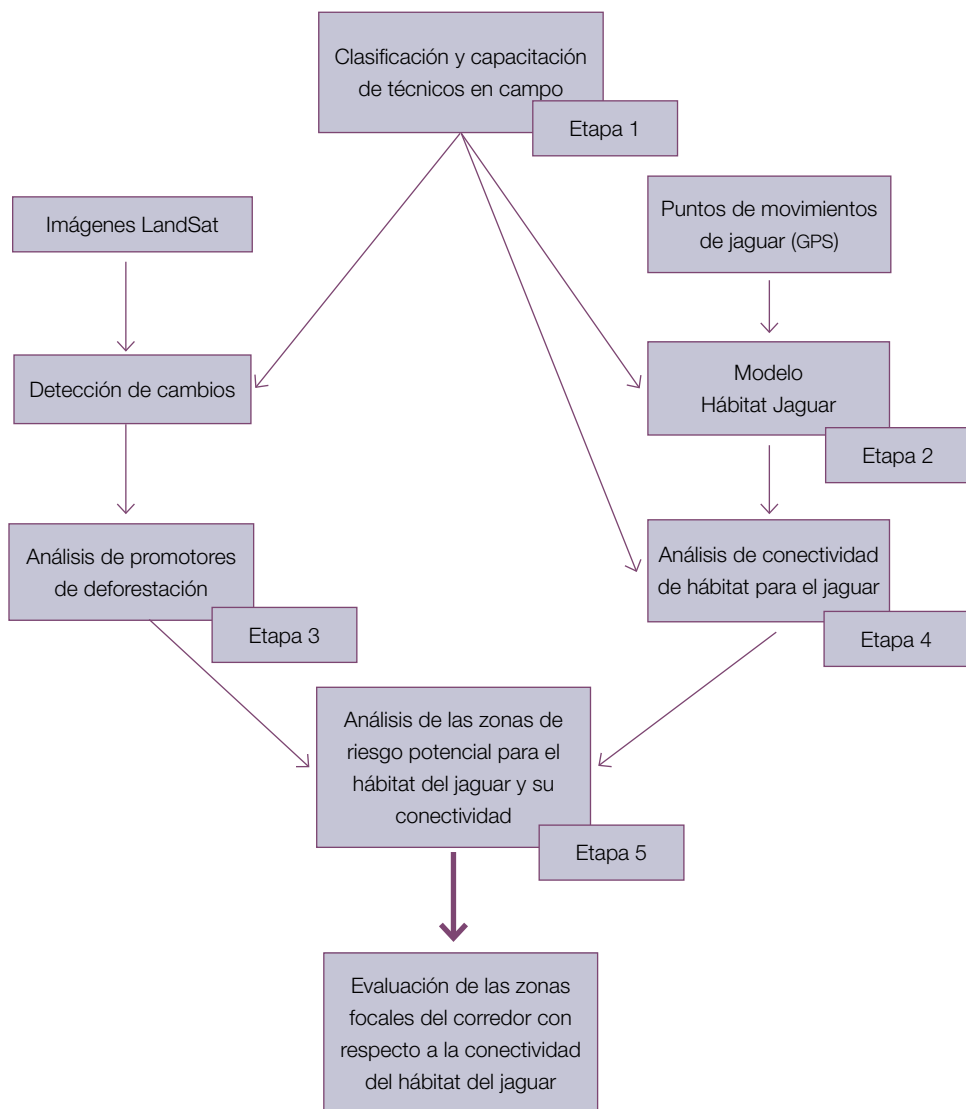 Clasificación y capacitación
de técnicos en campo
Etapa 1
Imágenes LandSat
Puntos de movimientos
de jaguar (GPS)
Detección de cambios
Modelo
Hábitat Jaguar
Etapa 2
Análisis de promotores
de deforestación
Etapa 3
Análisis de conectividad
de hábitat para el jaguar
Etapa 4
Análisis de las zonas de
riesgo potencial para el
hábitat del jaguar y su
conectividad
Etapa 5
Evaluación de las zonas
focales del corredor con
respecto a la conectividad
del hábitat del jaguar